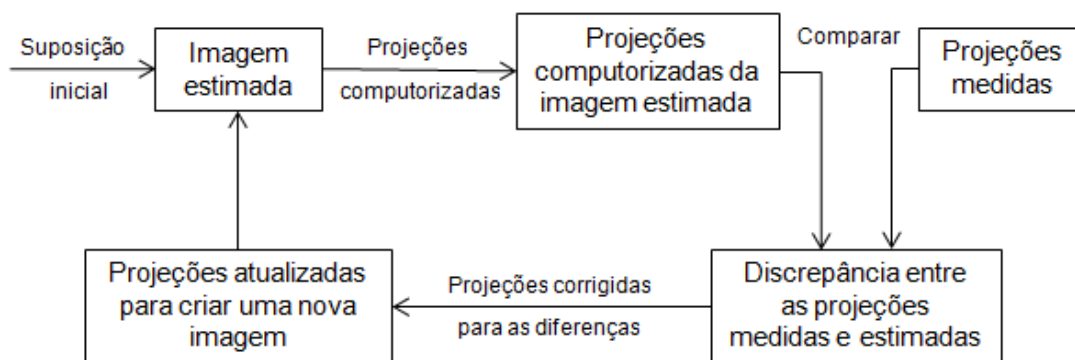 Suposição
inicial
Imagem
estimada
Projeções
computorizadas
Projeções
computorizadas da
imagem estimada
Comparar
Projeções
medidas
Projeções atualizadas
para criar uma nova
imagem
Projeções corrigidas
para as diferenças
Discrepância entre
as projeções
medidas e estimadas